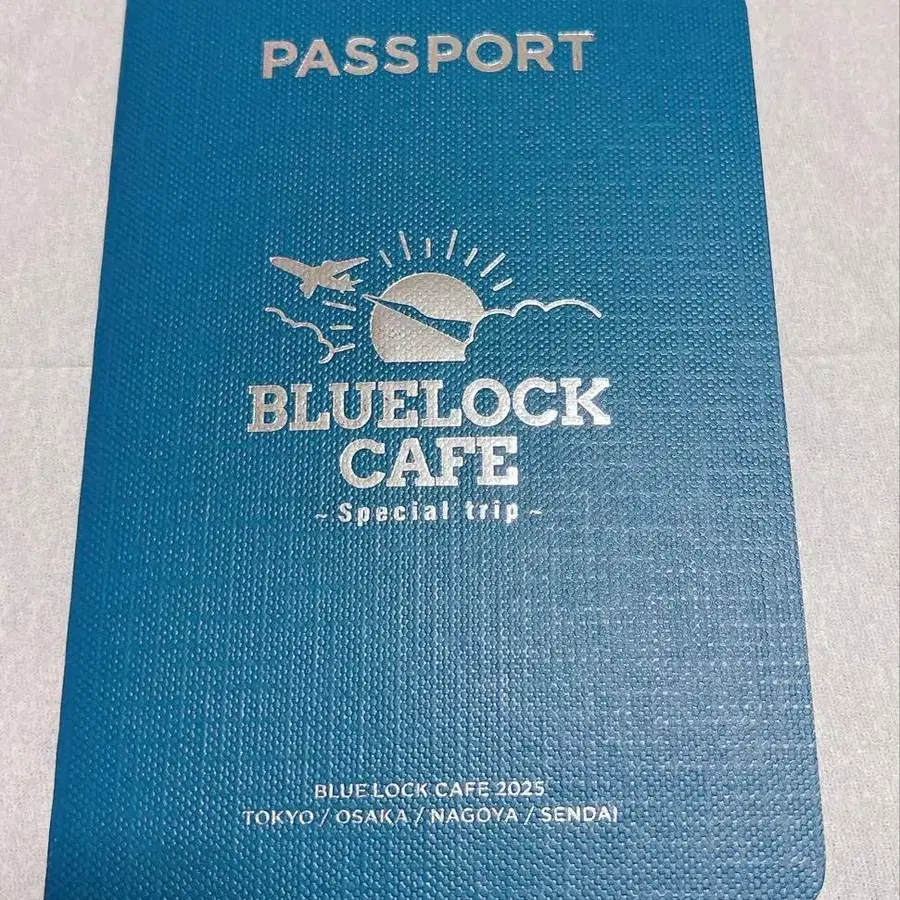 PASSPORT
BLUELOCK
CAFE
~ Special trip ~
BLUE LOCK CAFE 2025
TOKYO / OSAKA / NAGOYA / SENDAI